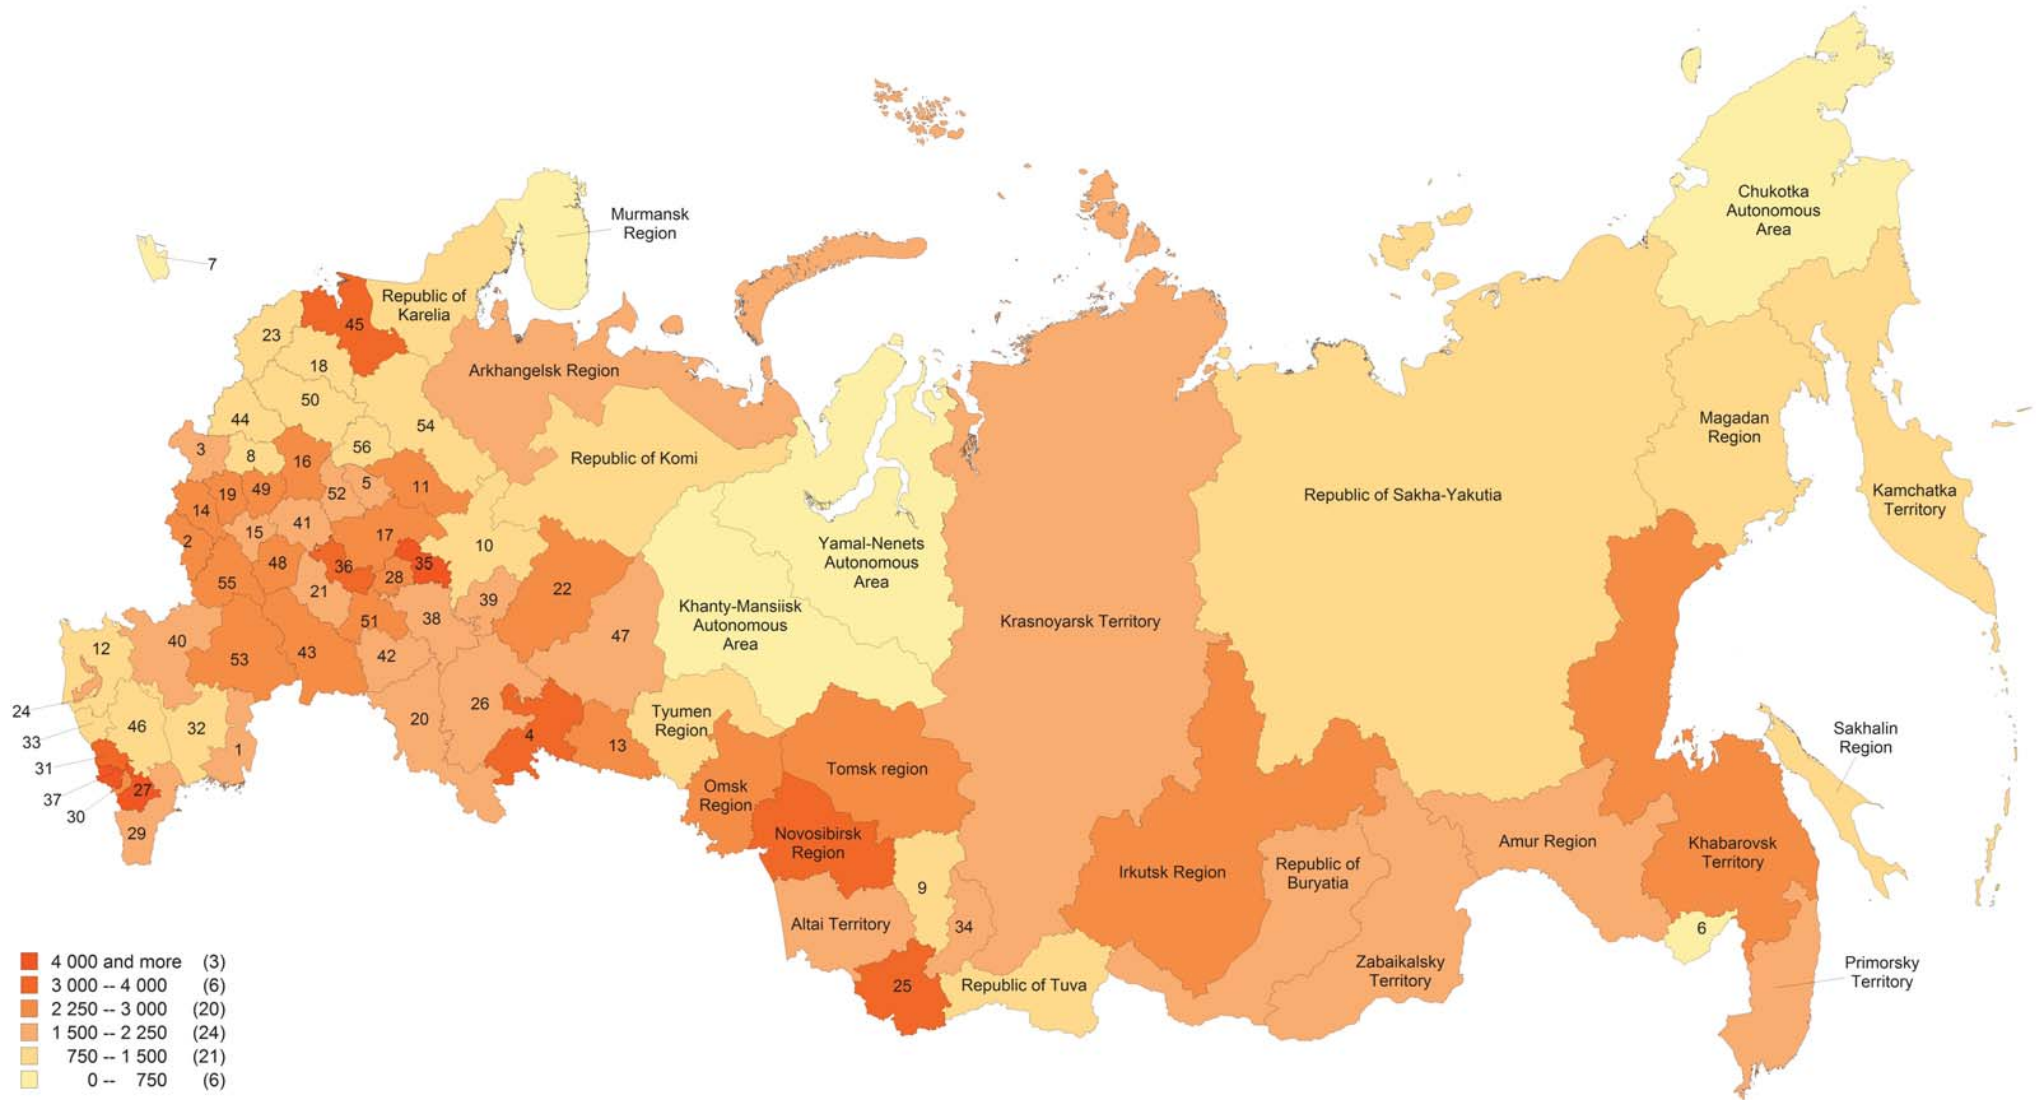 Chukotka
Autonomous
Area
Murmansk
Region
7
Republic of
Karelia
45
23
18
Arkhangelsk Region
50
44
54
Magadan
Region
3
8
56
16
Republic of Komi
5
52
11
19
49
14
Republic of Sakha-Yakutia
Kamchatka
Territory
41
15
17
2
10
Yamal-Nenets
Autonomous
Area
48
36
35
28
55
21
22
39
Khanty-Mansiisk
Autonomous
Area
38
51
Krasnoyarsk Territory
47
40
12
43
42
53
24
26
20
Tyumen
Region
46
32
33
1
4
13
Sakhalin
Region
31
Tomsk region
37
27
30
Omsk
Region
29
Novosibirsk
Region
Amur Region
Khabarovsk
Territory
Irkutsk Region
Republic of
Buryatia
9
Altai Territory
34
6
4 000 and more (3)
3 000 -- 4 000 (6)
2 250 -- 3 000 (20)
1 500 -- 2 250 (24)
750 -- 1 500 (21)
0 -- 750 (6)
Zabaikalsky
Territory
Primorsky
Territory
25
Republic of Tuva